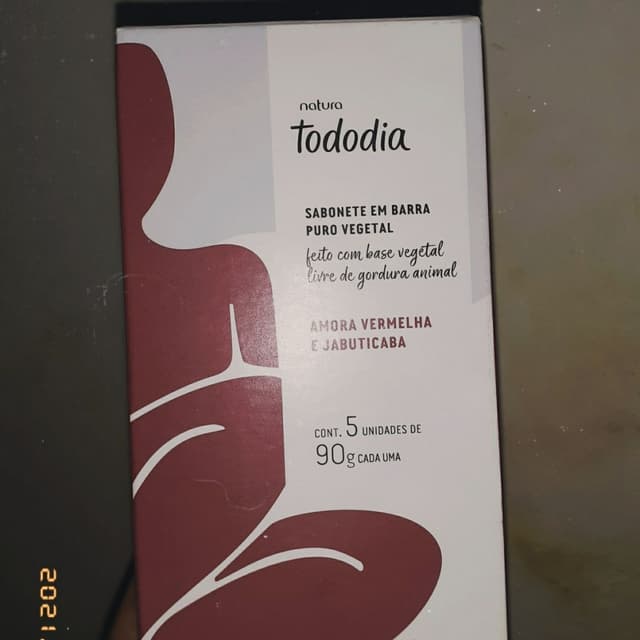 natura
tododia
SABONETE EM BARRA
PURO VEGETAL
feito com base vegetal
livre de gordura animal
AMORA VERMELHA
E JABUTICABA
CONT. 5 UNIDADES DE
90g CADA UMA
2021